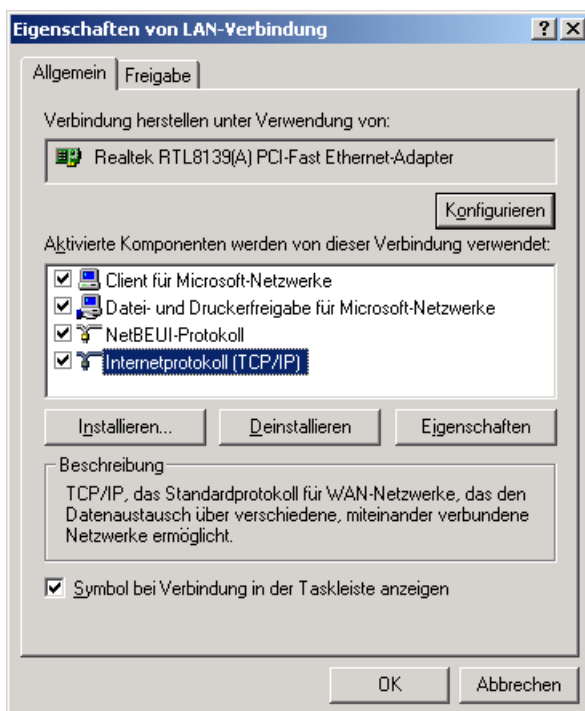 Eigenschaften von LAN-Verbindung
Allgemein
Freigabe
Verbindung herstellen unter Verwendung von:
Realtek RTL8139(A) PCI-Fast Ethernet-Adapter
Konfigurieren
Aktivierte Komponenten werden von dieser Verbindung verwendet:
Client für Microsoft-Netzwerke
Datei- und Druckerfreigabe für Microsoft-Netzwerke
NetBEUI-Protokoll
Internetprotokoll (TCP/IP)
Installieren...
Deinstallieren
Eigenschaften
Beschreibung
TCP/IP, das Standardprotokoll für WAN-Netzwerke, das den
Datenaustausch über verschiedene, miteinander verbundene
Netzwerke ermöglicht.
Symbol bei Verbindung in der Taskleiste anzeigen
OK
Abbrechen